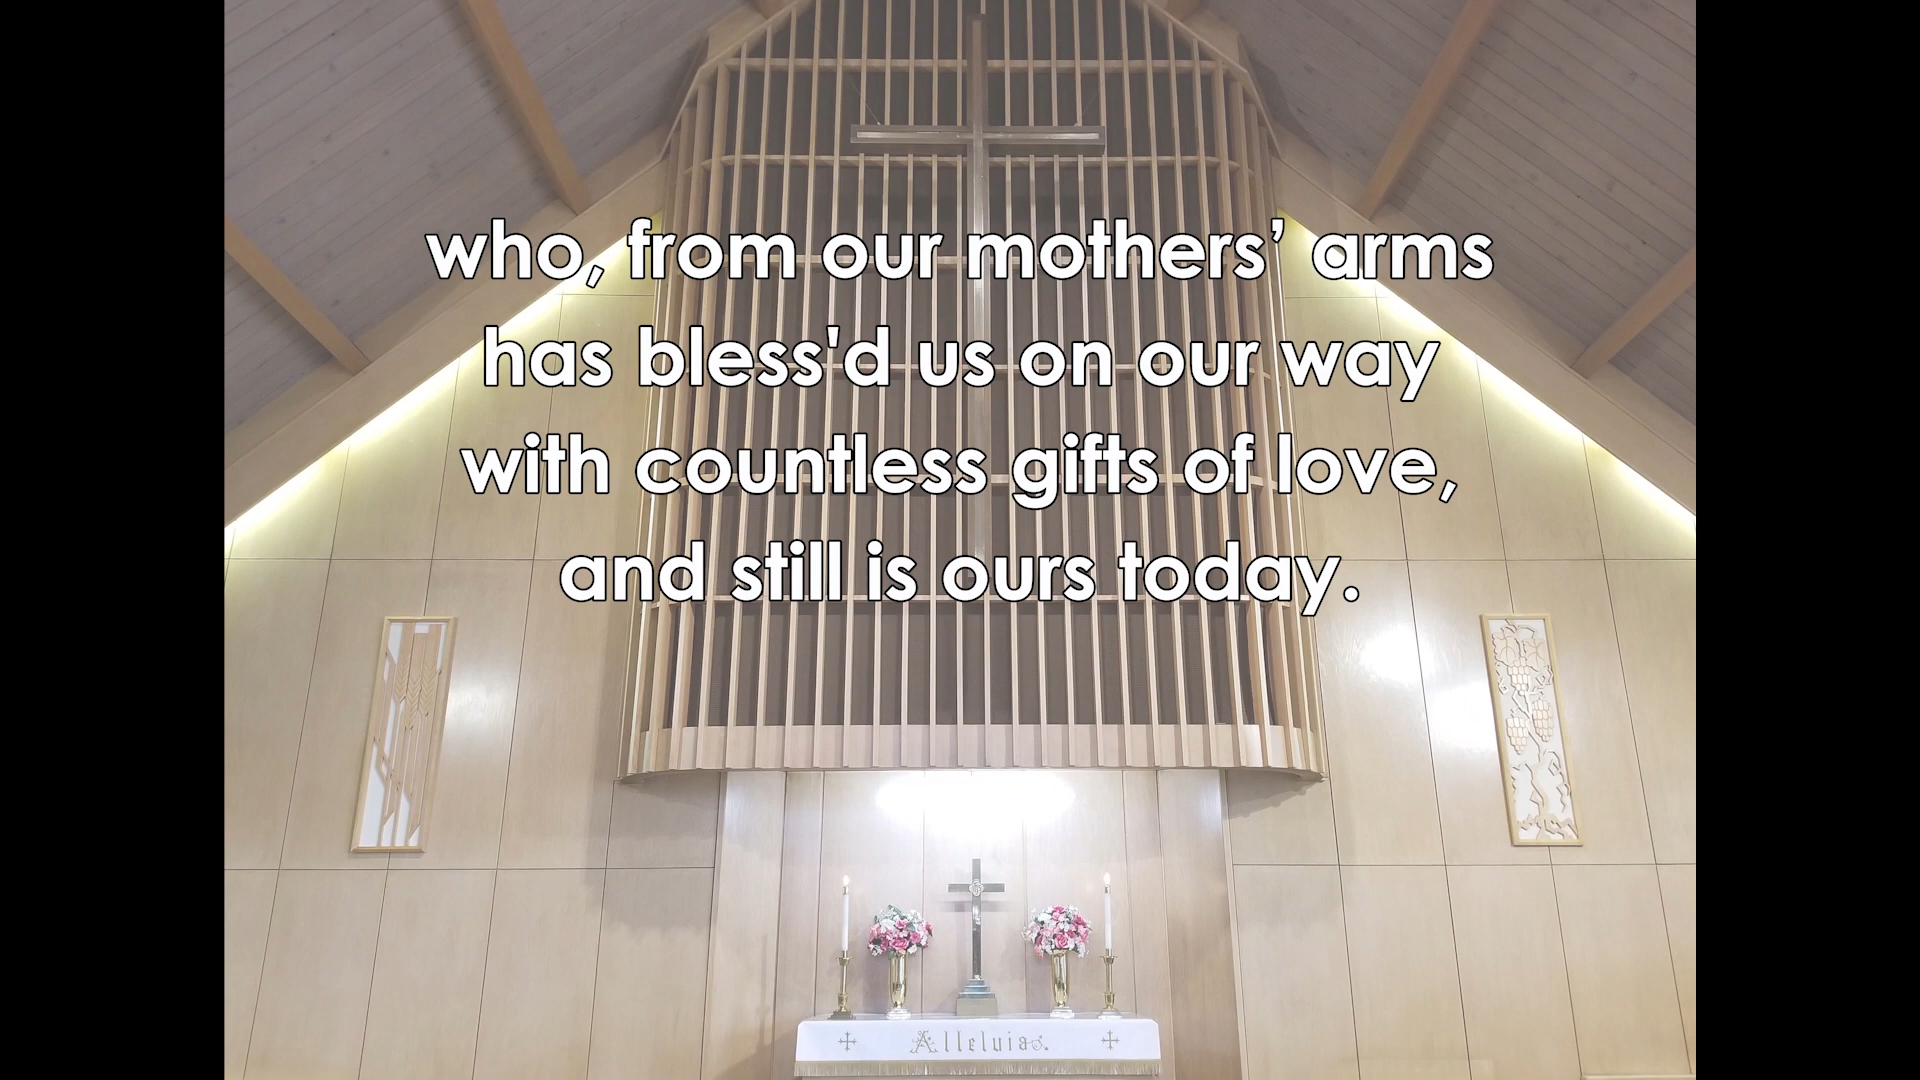 who, from our mothers’ arms
has bless'd us on our way
with countless gifts of love,
and still is ours today.
Alleluia